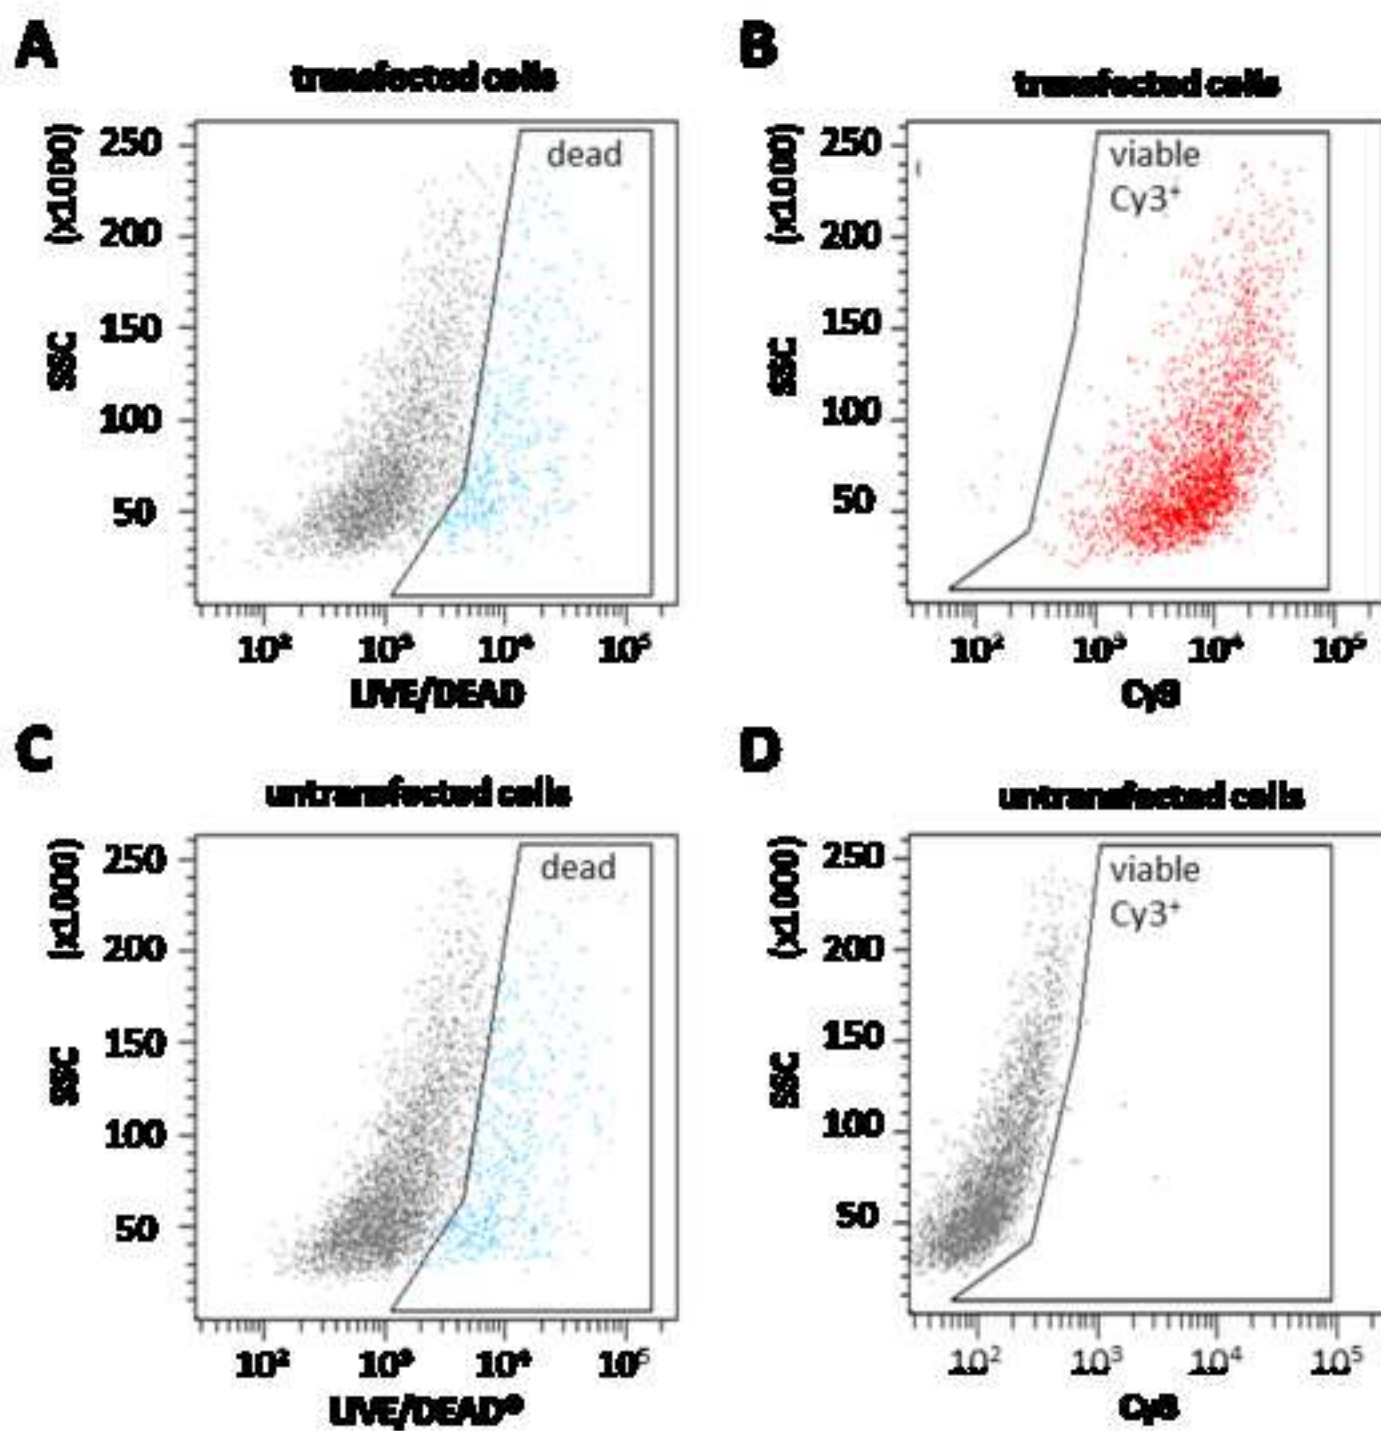 A
transfected cells
SSC (x1000)
250
200
150
100
50
dead
10² 10³ 10⁴ 10⁵
LIVE/DEAD
B
transfected cells
SSC (x1000)
250
200
150
100
50
viable
Cy3⁺
10² 10³ 10⁴ 10⁵
Cy3
C
untransfected cells
SSC (x1000)
250
200
150
100
50
dead
10² 10³ 10⁴ 10⁵
LIVE/DEAD®
D
untransfected cells
SSC (x1000)
250
200
150
100
50
viable
Cy3⁺
10² 10³ 10⁴ 10⁵
Cy3